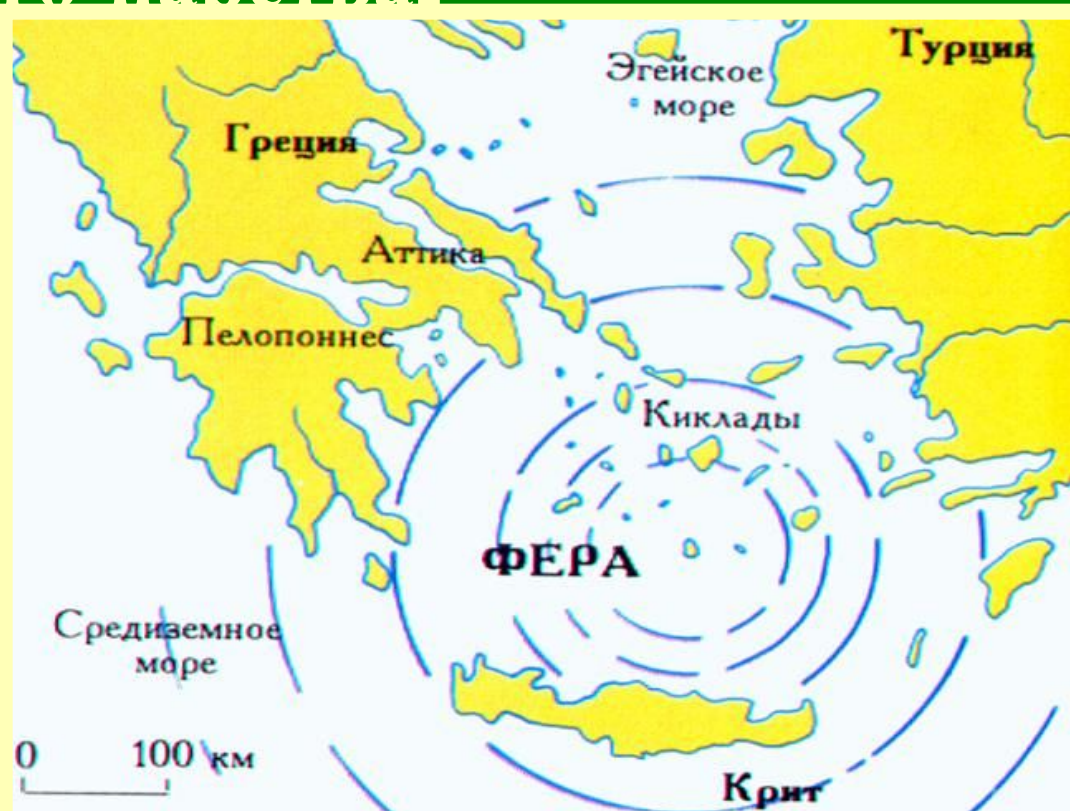 Турция
Эгейское
море
Греция
Аттика
Пелопоннес
Киклады
ФЕРА
Средиземное
море
0 100 км
Крит